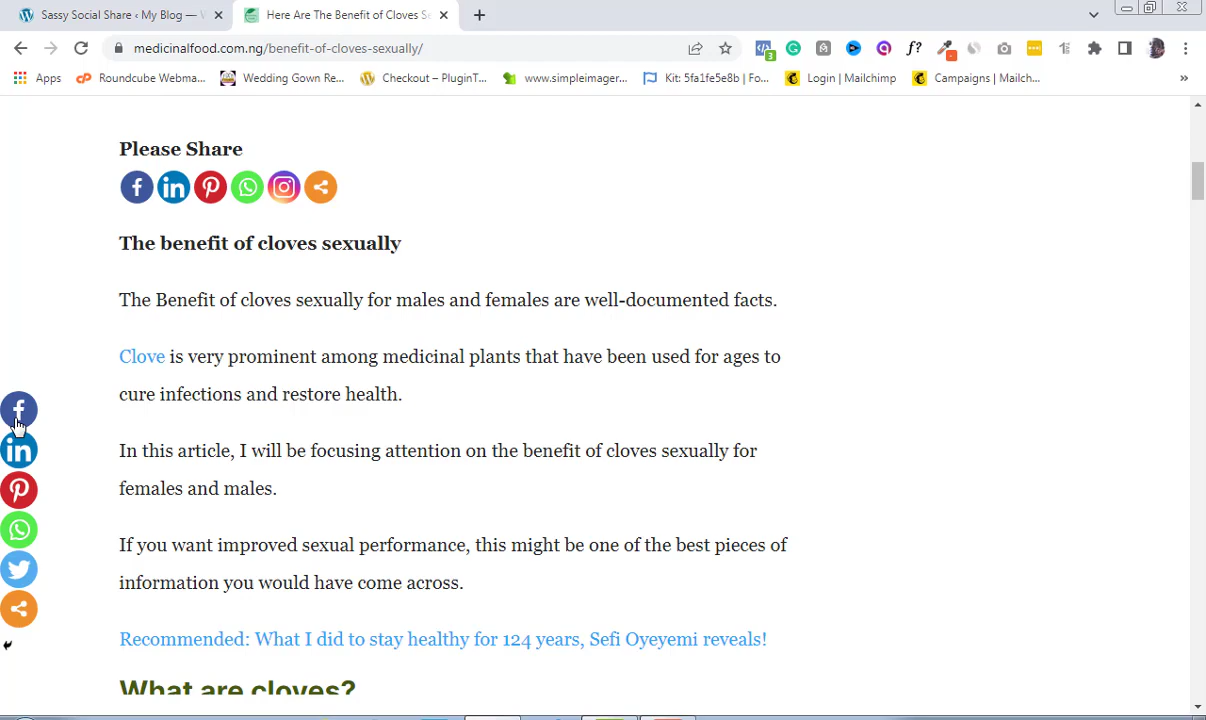 Sassy Social Share ‹ My Blog —
Here Are The Benefit of Cloves Se
medicinalfood.com.ng/benefit-of-cloves-sexually/
Apps
Roundcube Webma...
Wedding Gown Re...
Checkout – PluginT...
www.simpleimager...
Kit: 5fa1fe5e8b | Fo...
Login | Mailchimp
Campaigns | Mailch...
»
Please Share
The benefit of cloves sexually
The Benefit of cloves sexually for males and females are well-documented facts.
Clove is very prominent among medicinal plants that have been used for ages to
cure infections and restore health.
In this article, I will be focusing attention on the benefit of cloves sexually for
females and males.
If you want improved sexual performance, this might be one of the best pieces of
information you would have come across.
Recommended: What I did to stay healthy for 124 years, Sefi Oyeyemi reveals!
What are cloves?